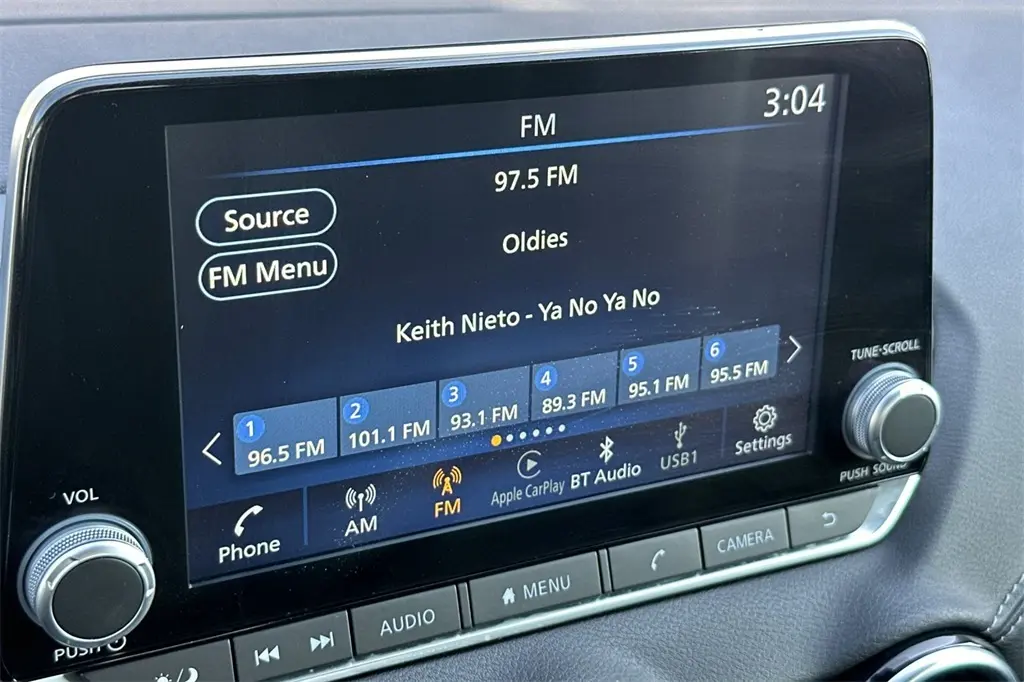 3:04
FM
97.5 FM
Source
Oldies
FM Menu
Keith Nieto - Ya No Ya No
1 2 3 4 5 6
96.5 FM 101.1 FM 93.1 FM 89.3 FM 95.1 FM 95.5 FM
Phone AM FM Apple CarPlay BT Audio USB1 Settings
VOL
PUSH
TUNE•SCROLL
PUSH SOUND
AUDIO MENU CAMERA